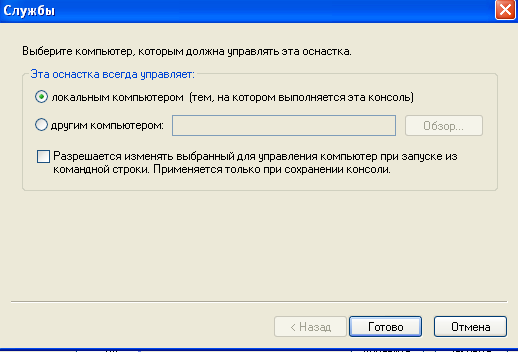 Службы
Выберите компьютер, которым должна управлять эта оснастка.
Эта оснастка всегда управляет:
локальным компьютером (тем, на котором выполняется эта консоль)
другим компьютером:
Обзор...
Разрешается изменять выбранный для управления компьютер при запуске из
командной строки. Применяется только при сохранении консоли.
< Назад
Готово
Отмена